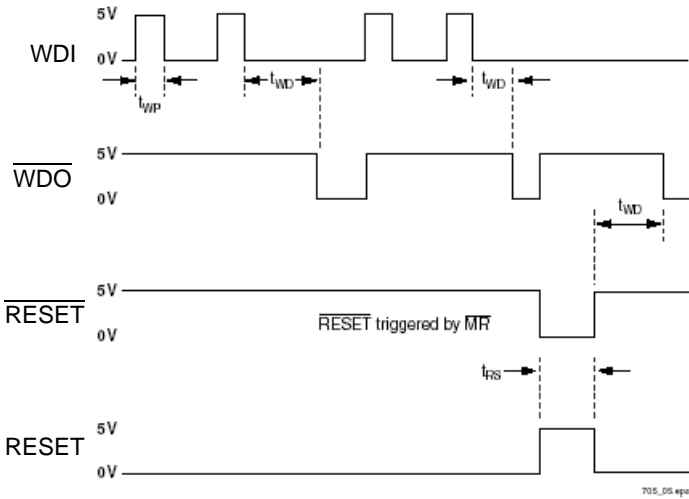 5V
WDI
0V
tWP
tWD
tWD
5V
WDO
0V
tWD
5V
RESET
0V
RESET triggered by MR
tRS
5V
RESET
0V
705_05.eps